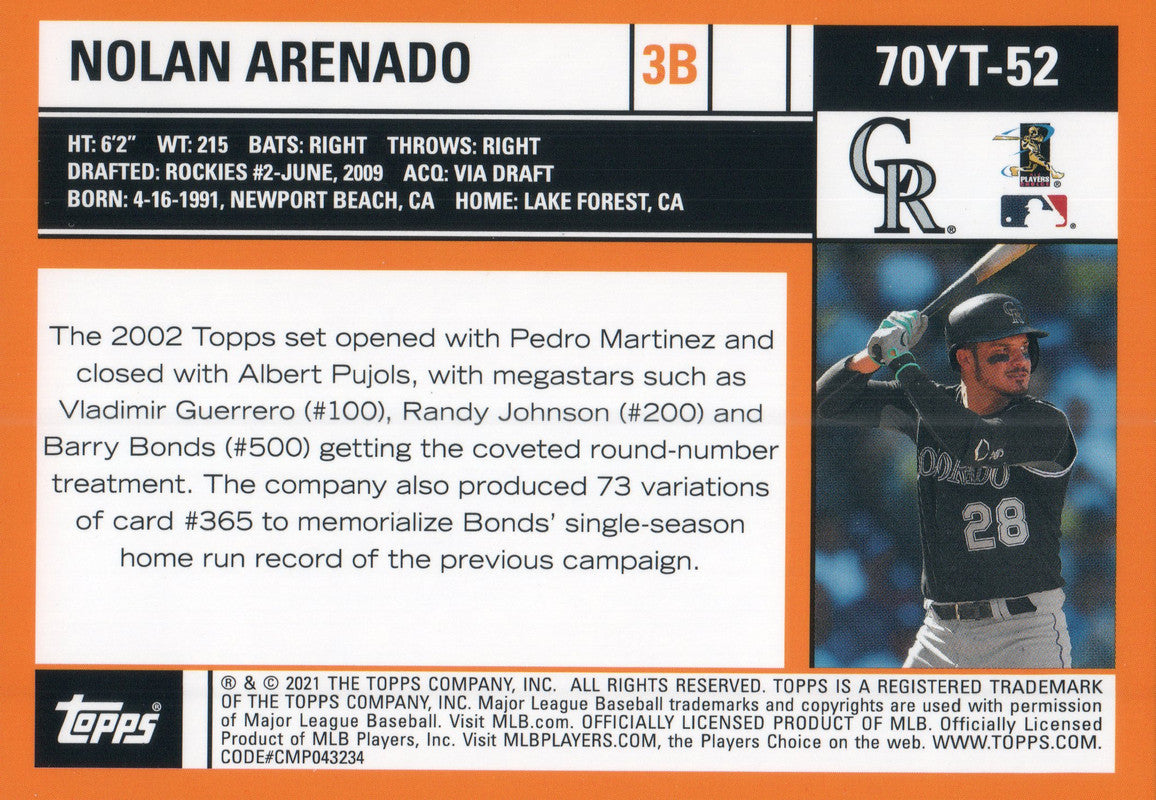 NOLAN ARENADO
3B
70YT-52
HT: 6'2" WT: 215 BATS: RIGHT THROWS: RIGHT
DRAFTED: ROCKIES #2-JUNE, 2009 ACQ: VIA DRAFT
BORN: 4-16-1991, NEWPORT BEACH, CA HOME: LAKE FOREST, CA
CR®
PLAYERS
CHOICE ®
®
The 2002 Topps set opened with Pedro Martinez and
closed with Albert Pujols, with megastars such as
Vladimir Guerrero (#100), Randy Johnson (#200) and
Barry Bonds (#500) getting the coveted round-number
treatment. The company also produced 73 variations
of card #365 to memorialize Bonds' single-season
home run record of the previous campaign.
CR
28
topps®
® & © 2021 THE TOPPS COMPANY, INC. ALL RIGHTS RESERVED. TOPPS IS A REGISTERED TRADEMARK
OF THE TOPPS COMPANY, INC. Major League Baseball trademarks and copyrights are used with permission
of Major League Baseball. Visit MLB.com. OFFICIALLY LICENSED PRODUCT OF MLB. Officially Licensed
Product of MLB Players, Inc. Visit MLBPLAYERS.COM, the Players Choice on the web. WWW.TOPPS.COM.
CODE#CMP043234